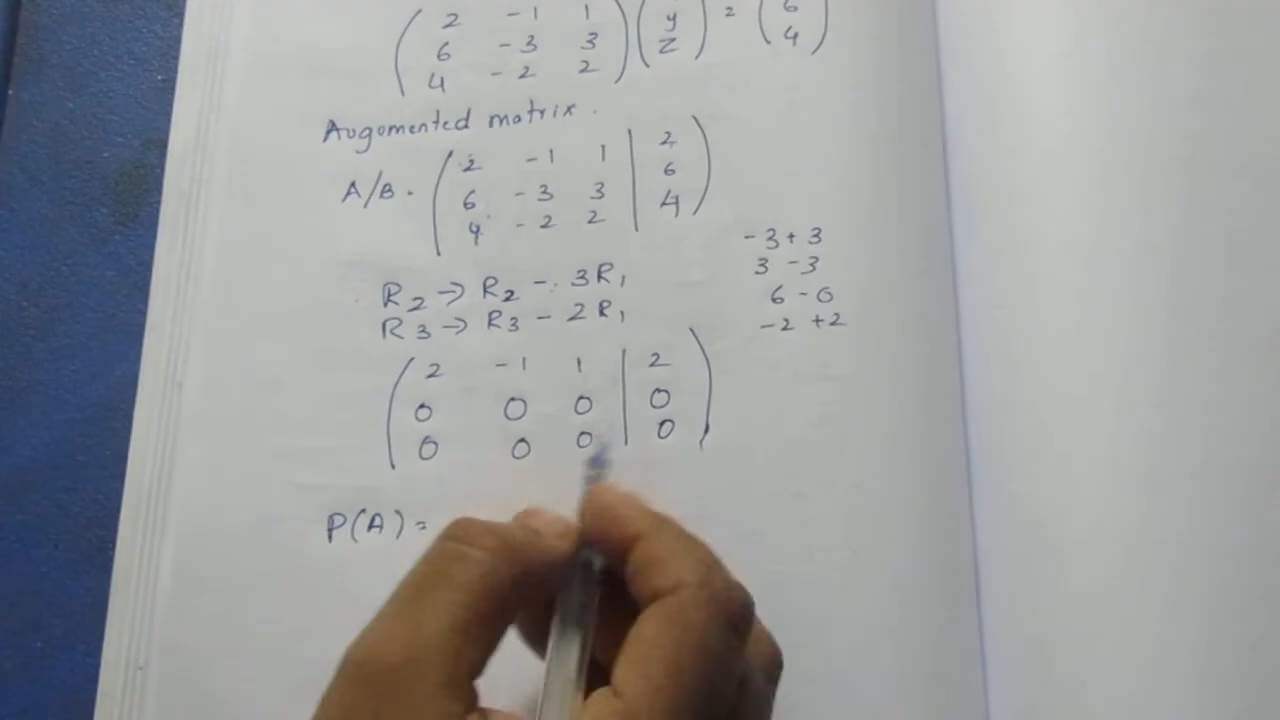 2 -1 1 y = 6
6 -3 3 z 4
4 -2 2
Augomented matrix.
A/B. 2 -1 1 | 2
6 -3 3 | 6
4 -2 2 | 4
-3+3
3-3
6-0
-2+2
R2 → R2 - 3R1
R3 → R3 - 2R1
2 -1 1 | 2
0 0 0 | 0
0 0 0 | 0
P(A) =